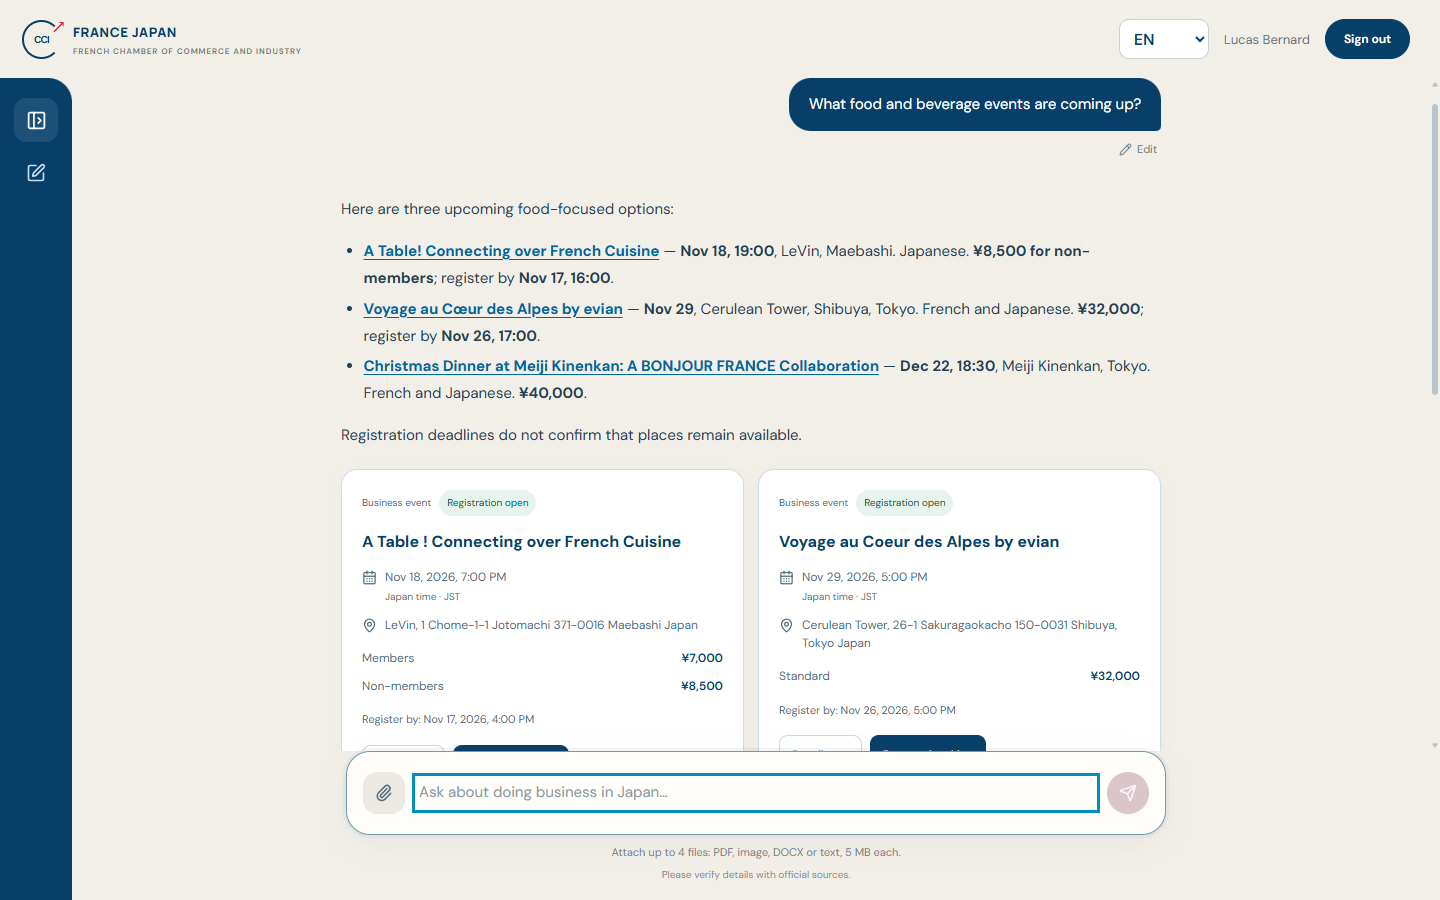 CCI
FRANCE JAPAN
FRENCH CHAMBER OF COMMERCE AND INDUSTRY
EN
Lucas Bernard
Sign out
What food and beverage events are coming up?
Edit
Here are three upcoming food-focused options:
• A Table! Connecting over French Cuisine — Nov 18, 19:00, LeVin, Maebashi. Japanese. ¥8,500 for non-
members; register by Nov 17, 16:00.
• Voyage au Cœur des Alpes by evian — Nov 29, Cerulean Tower, Shibuya, Tokyo. French and Japanese. ¥32,000;
register by Nov 26, 17:00.
• Christmas Dinner at Meiji Kinenkan: A BONJOUR FRANCE Collaboration — Dec 22, 18:30, Meiji Kinenkan, Tokyo.
French and Japanese. ¥40,000.
Registration deadlines do not confirm that places remain available.
Business event Registration open
A Table ! Connecting over French Cuisine
Nov 18, 2026, 7:00 PM
Japan time · JST
LeVin, 1 Chome-1-1 Jotomachi 371-0016 Maebashi Japan
Members ¥7,000
Non-members ¥8,500
Register by: Nov 17, 2026, 4:00 PM
Business event Registration open
Voyage au Coeur des Alpes by evian
Nov 29, 2026, 5:00 PM
Japan time · JST
Cerulean Tower, 26-1 Sakuragaokacho 150-0031 Shibuya,
Tokyo Japan
Standard ¥32,000
Register by: Nov 26, 2026, 5:00 PM
Ask about doing business in Japan...
Attach up to 4 files: PDF, image, DOCX or text, 5 MB each.
Please verify details with official sources.